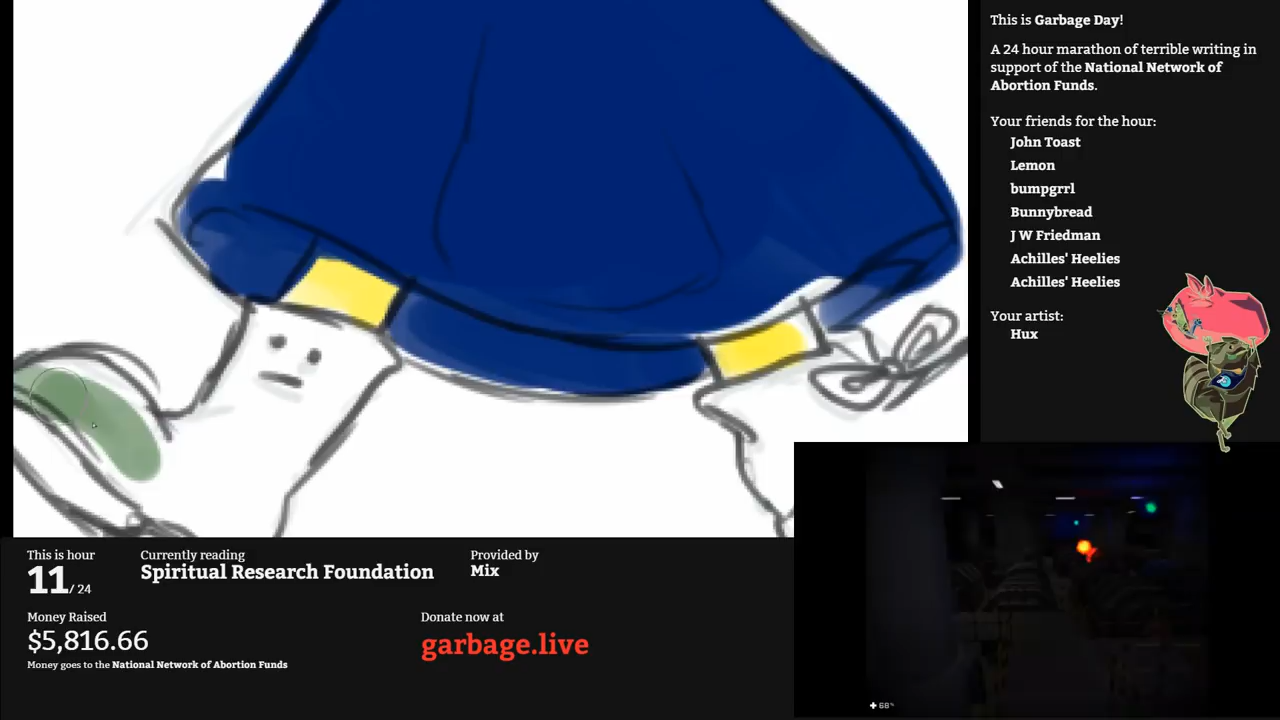 This is Garbage Day!
A 24 hour marathon of terrible writing in
support of the National Network of
Abortion Funds.
Your friends for the hour:
John Toast
Lemon
bumpgrrl
Bunnybread
J W Friedman
Achilles' Heelies
Achilles' Heelies
Your artist:
Hux
This is hour
11 / 24
Currently reading
Spiritual Research Foundation
Provided by
Mix
Money Raised
$5,816.66
Money goes to the National Network of Abortion Funds
Donate now at
garbage.live
68%